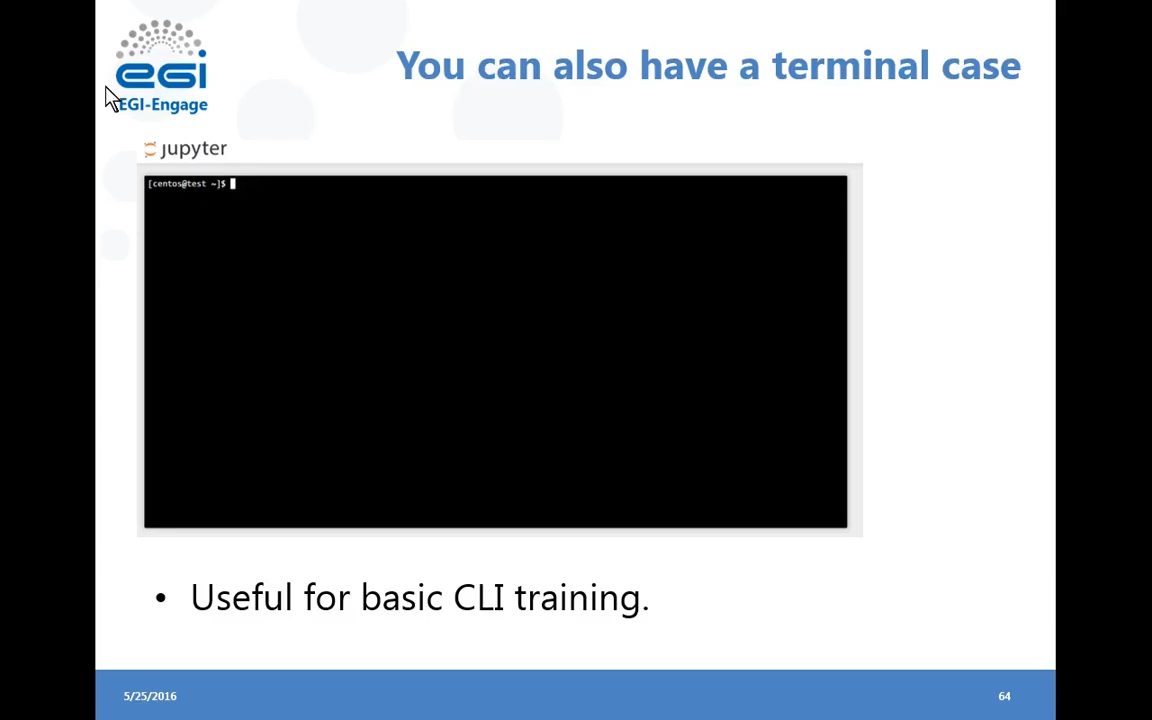 You can also have a terminal case
egi
EGI-Engage
jupyter
[centos@test ~]$
• Useful for basic CLI training.
5/25/2016
64